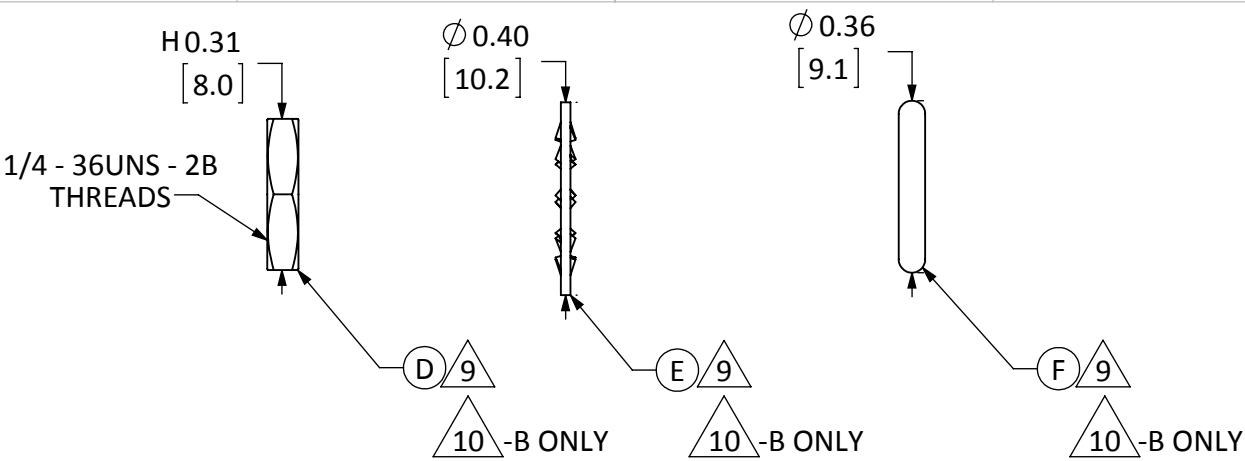 H 0.31
[8.0]
1/4 - 36UNS - 2B
THREADS
D 9
10 -B ONLY
⌀ 0.40
[10.2]
E 9
10 -B ONLY
⌀ 0.36
[9.1]
F 9
10 -B ONLY